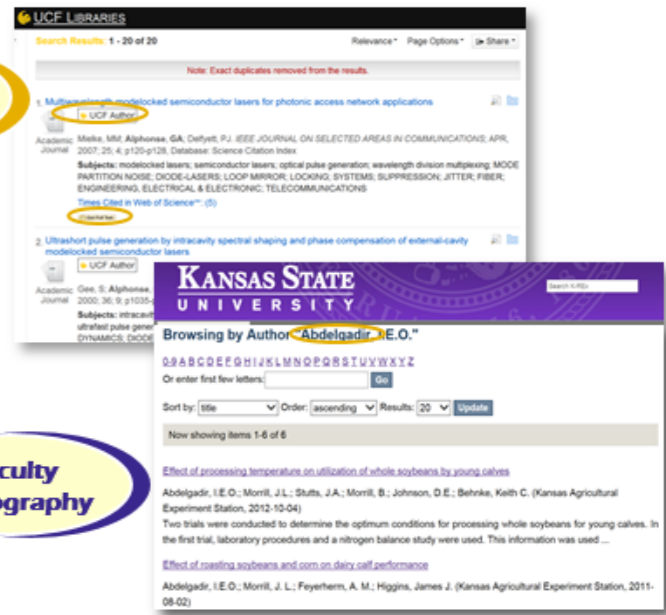 UCF LIBRARIES
Search Results: 1 - 20 of 20 Relevance Page Options Share
Note: Exact duplicates removed from the results.
1. Multiwavelength modelocked semiconductor lasers for photonic access network applications
UCF Author
Academic Journal
Mielke, MM; Alphonse, GA; Delfyett, PJ. IEEE JOURNAL ON SELECTED AREAS IN COMMUNICATIONS; APR,
2007; 25; 4; p120-p128, Database: Science Citation Index
Subjects: modelocked lasers; semiconductor lasers; optical pulse generation; wavelength division multiplexing; MODE
PARTITION NOISE; DIODE-LASERS; LOOP MIRROR; LOCKING; SYSTEMS; SUPPRESSION; JITTER; FIBER;
ENGINEERING, ELECTRICAL & ELECTRONIC; TELECOMMUNICATIONS
Times Cited in Web of Science℠: (5)
2. Ultrashort pulse generation by intracavity spectral shaping and phase compensation of external-cavity
modelocked semiconductor lasers
UCF Author
Academic Journal
Gee, S; Alphonse,
2000; 36; 9; p1035-
Subjects: intracavit
ultrafast pulse gener
DYNAMICS; DIODE
KANSAS STATE
UNIVERSITY
Search K-REx
Browsing by Author "Abdelgadir, I.E.O."
0-9 A B C D E F G H I J K L M N O P Q R S T U V W X Y Z
Or enter first few letters: Go
Sort by: title Order: ascending Results: 20 Update
Now showing items 1-6 of 6
Effect of processing temperature on utilization of whole soybeans by young calves
Abdelgadir, I.E.O.; Morrill, J.L.; Stutts, J.A.; Morrill, B.; Johnson, D.E.; Behnke, Keith C. (Kansas Agricultural
Experiment Station, 2012-10-04)
Two trials were conducted to determine the optimum conditions for processing whole soybeans for young calves. In
the first trial, laboratory procedures and a nitrogen balance study were used. This information was used ...
Effect of roasting soybeans and corn on dairy calf performance
Abdelgadir, I.E.O.; Morrill, J. L.; Feyerherm, A. M.; Higgins, James J. (Kansas Agricultural Experiment Station, 2011-
08-02)
culty
ography